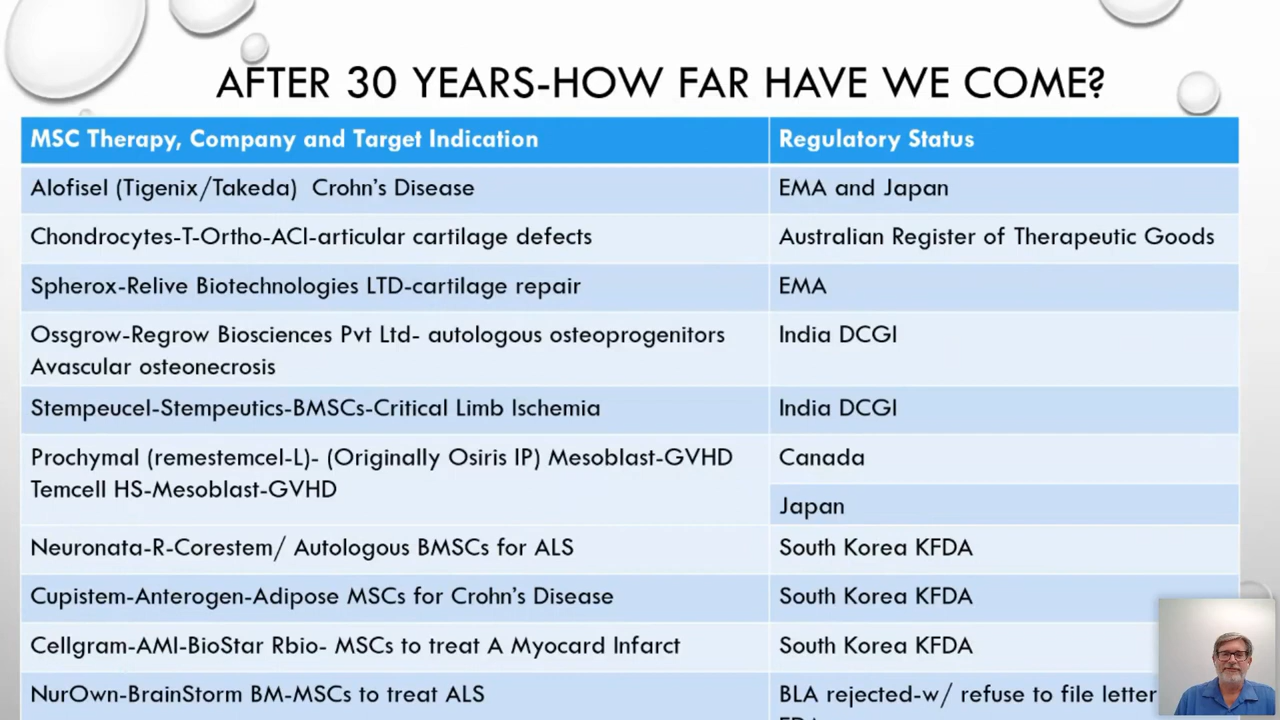 AFTER 30 YEARS-HOW FAR HAVE WE COME?
MSC Therapy, Company and Target Indication
Regulatory Status
Alofisel (Tigenix/Takeda)  Crohn's Disease
EMA and Japan
Chondrocytes-T-Ortho-ACI-articular cartilage defects
Australian Register of Therapeutic Goods
Spherox-Relive Biotechnologies LTD-cartilage repair
EMA
Ossgrow-Regrow Biosciences Pvt Ltd- autologous osteoprogenitors
Avascular osteonecrosis
India DCGI
Stempeucel-Stempeutics-BMSCs-Critical Limb Ischemia
India DCGI
Prochymal (remestemcel-L)- (Originally Osiris IP) Mesoblast-GVHD
Temcell HS-Mesoblast-GVHD
Canada
Japan
Neuronata-R-Corestem/ Autologous BMSCs for ALS
South Korea KFDA
Cupistem-Anterogen-Adipose MSCs for Crohn's Disease
South Korea KFDA
Cellgram-AMI-BioStar Rbio- MSCs to treat A Myocard Infarct
South Korea KFDA
NurOwn-BrainStorm BM-MSCs to treat ALS
BLA rejected-w/ refuse to file letter